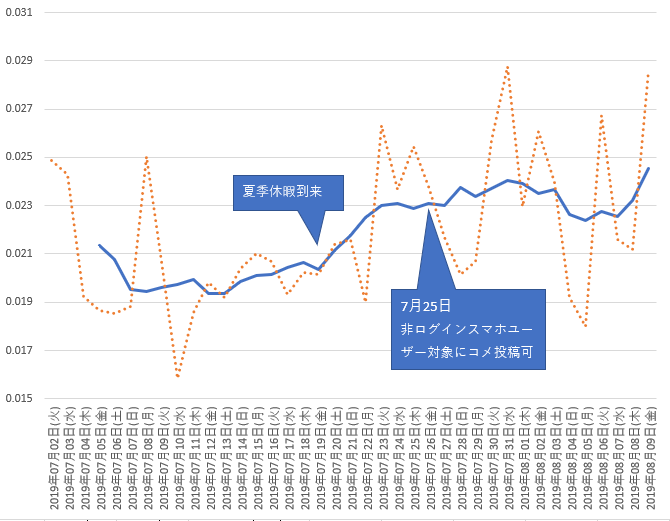 0.031
0.029
0.027
0.025
0.023
0.021
0.019
0.017
0.015
夏季休暇到来
7月25日
非ログインスマホユー
ザー対象にコメ投稿可
2019年07月02日(火)
2019年07月03日(水)
2019年07月04日(木)
2019年07月05日(金)
2019年07月06日(土)
2019年07月07日(日)
2019年07月08日(月)
2019年07月09日(火)
2019年07月10日(水)
2019年07月11日(木)
2019年07月12日(金)
2019年07月13日(土)
2019年07月14日(日)
2019年07月15日(月)
2019年07月16日(火)
2019年07月17日(水)
2019年07月18日(木)
2019年07月19日(金)
2019年07月20日(土)
2019年07月21日(日)
2019年07月22日(月)
2019年07月23日(火)
2019年07月24日(水)
2019年07月25日(木)
2019年07月26日(金)
2019年07月27日(土)
2019年07月28日(日)
2019年07月29日(月)
2019年07月30日(火)
2019年07月31日(水)
2019年08月01日(木)
2019年08月02日(金)
2019年08月03日(土)
2019年08月04日(日)
2019年08月05日(月)
2019年08月06日(火)
2019年08月07日(水)
2019年08月08日(木)
2019年08月09日(金)